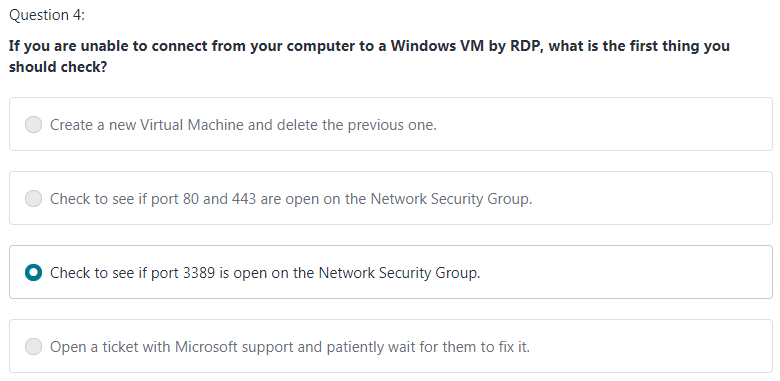 Question 4:
If you are unable to connect from your computer to a Windows VM by RDP, what is the first thing you
should check?
Create a new Virtual Machine and delete the previous one.
Check to see if port 80 and 443 are open on the Network Security Group.
Check to see if port 3389 is open on the Network Security Group.
Open a ticket with Microsoft support and patiently wait for them to fix it.